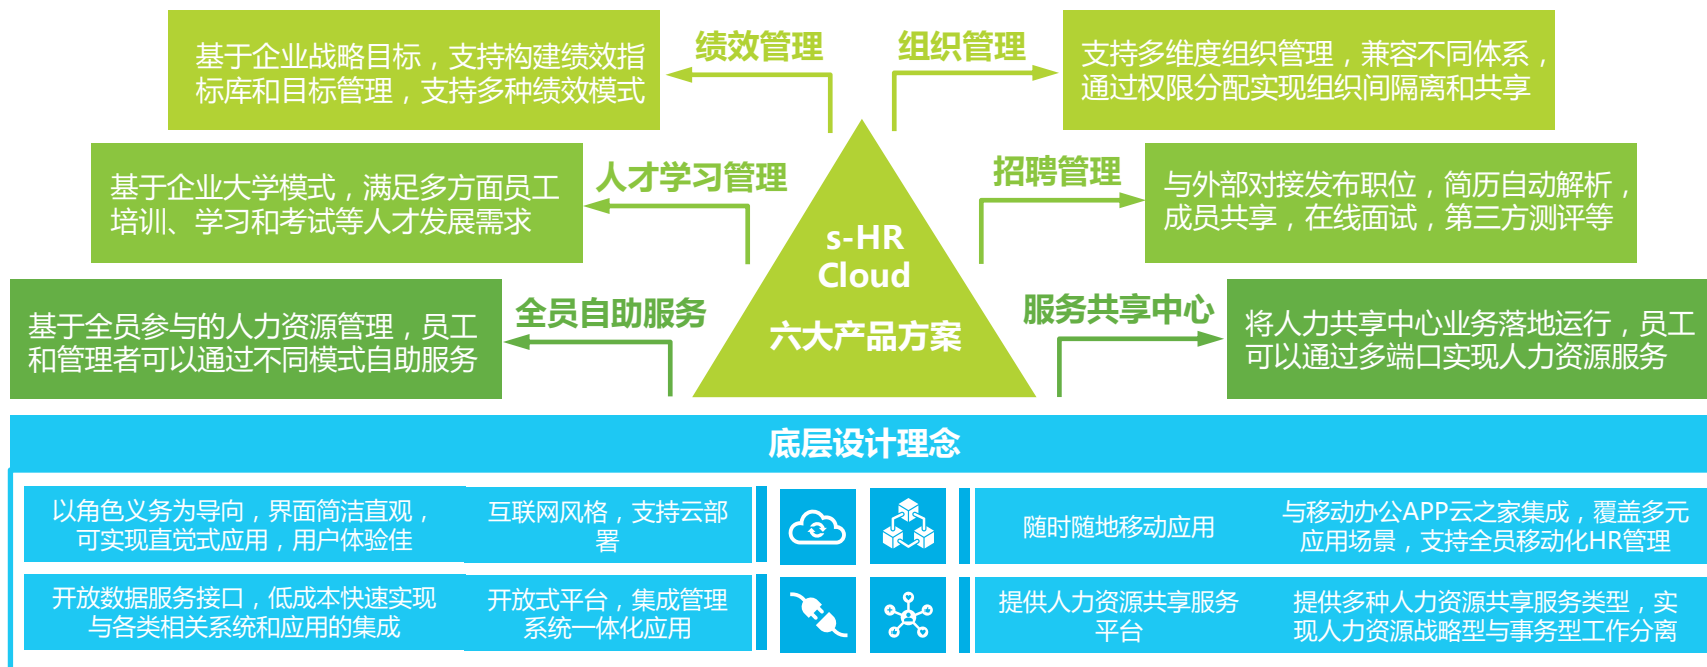 绩效管理
基于企业战略目标，支持构建绩效指
标库和目标管理，支持多种绩效模式
组织管理
支持多维度组织管理，兼容不同体系，
通过权限分配实现组织间隔离和共享
人才学习管理
基于企业大学模式，满足多方面员工
培训、学习和考试等人才发展需求
招聘管理
与外部对接发布职位，简历自动解析，
成员共享，在线面试，第三方测评等
全员自助服务
基于全员参与的人力资源管理，员工
和管理者可以通过不同模式自助服务
s-HR
Cloud
六大产品方案
服务共享中心
将人力共享中心业务落地运行，员工
可以通过多端口实现人力资源服务
底层设计理念
以角色义务为导向，界面简洁直观，
可实现直觉式应用，用户体验佳
互联网风格，支持云部
署
随时随地移动应用
与移动办公APP云之家集成，覆盖多元
应用场景，支持全员移动化HR管理
开放数据服务接口，低成本快速实现
与各类相关系统和应用的集成
开放式平台，集成管理
系统一体化应用
提供人力资源共享服务
平台
提供多种人力资源共享服务类型，实
现人力资源战略型与事务型工作分离